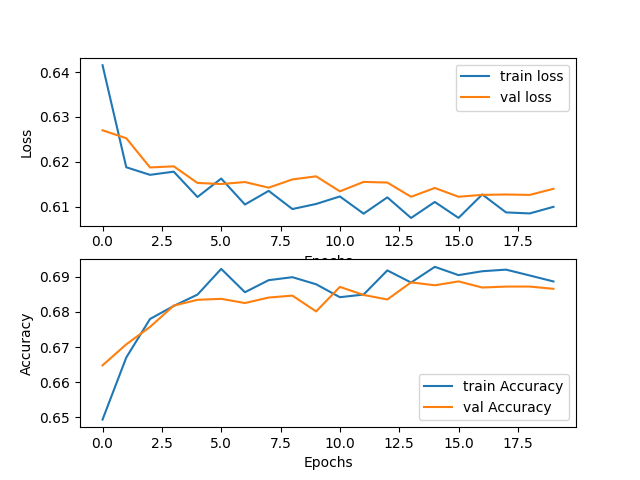 0.64
0.63
0.62
0.61
Loss
train loss
val loss
0.0 2.5 5.0 7.5 10.0 12.5 15.0 17.5
Epochs
0.69
0.68
0.67
0.66
0.65
Accuracy
train Accuracy
val Accuracy
0.0 2.5 5.0 7.5 10.0 12.5 15.0 17.5
Epochs